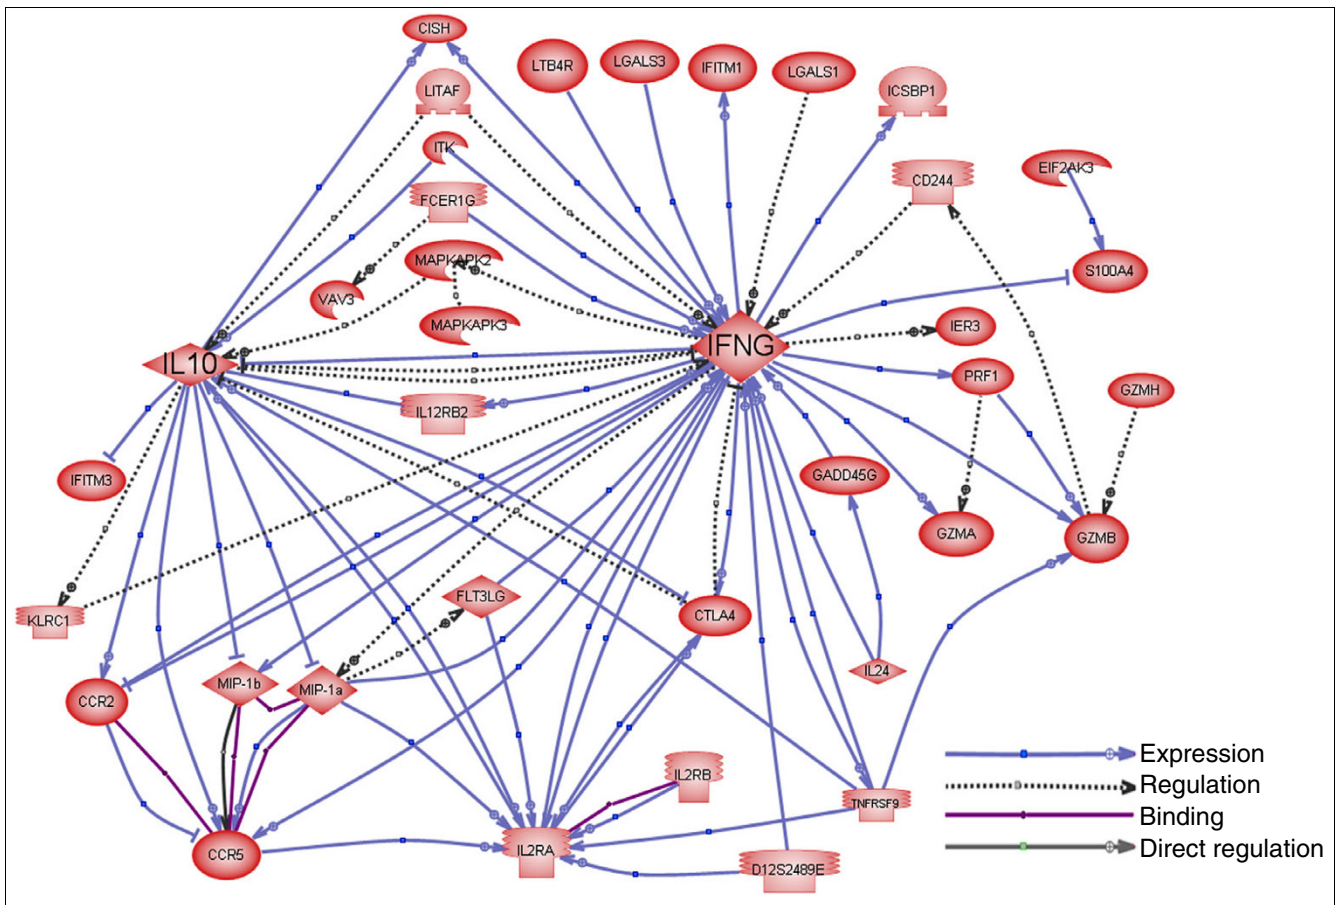 CISH
LTB4R
LGALS3
IFITM1
LGALS1
LITAF
ICSBP1
ITK
CD244
EIF2AK3
FCER1G
MAPKAPK2
S100A4
VAV3
MAPKAPK3
IER3
IL10
IFNG
PRF1
GZMH
IL12RB2
IFITM3
GADD45G
GZMA
GZMB
FLT3LG
KLRC1
CTLA4
IL24
MIP-1b
MIP-1a
CCR2
IL2RB
Expression
Regulation
TNFRSF9
Binding
IL2RA
CCR5
Direct regulation
D12S2489E